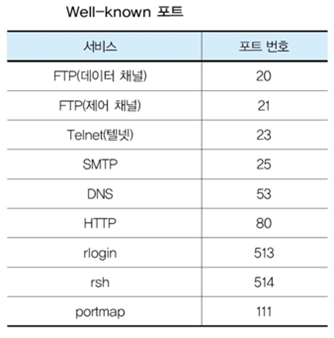 Well-known 포트
서비스 포트 번호
FTP(데이터 채널) 20
FTP(제어 채널) 21
Telnet(텔넷) 23
SMTP 25
DNS 53
HTTP 80
rlogin 513
rsh 514
portmap 111